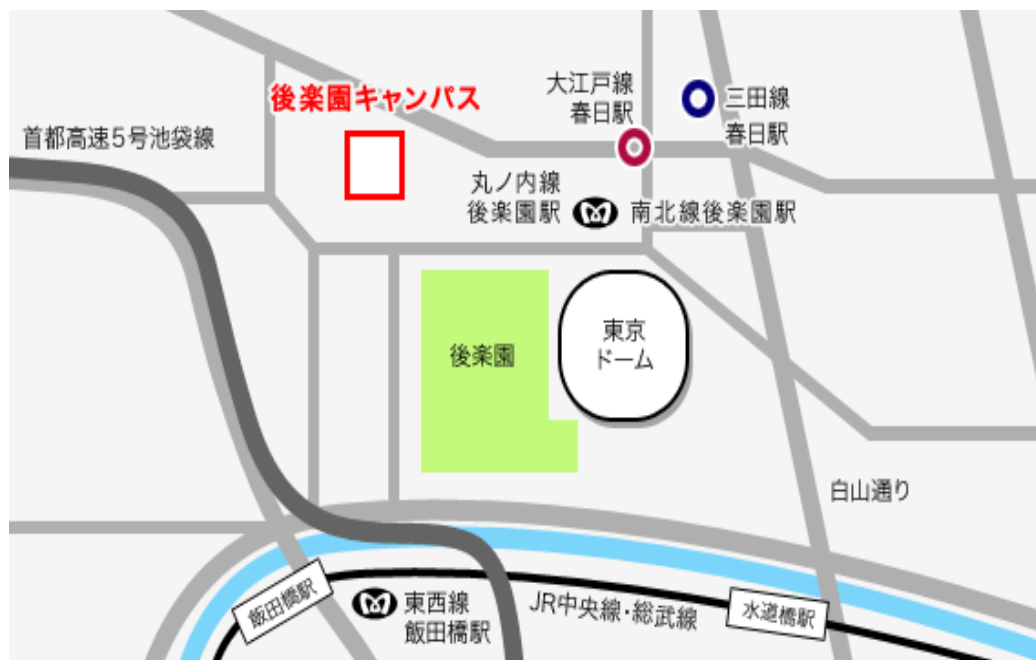 後楽園キャンパス
大江戸線
春日駅
三田線
春日駅
首都高速5号池袋線
丸ノ内線
後楽園駅
南北線後楽園駅
後楽園
東京
ドーム
白山通り
飯田橋駅
東西線
飯田橋駅
JR中央線・総武線
水道橋駅